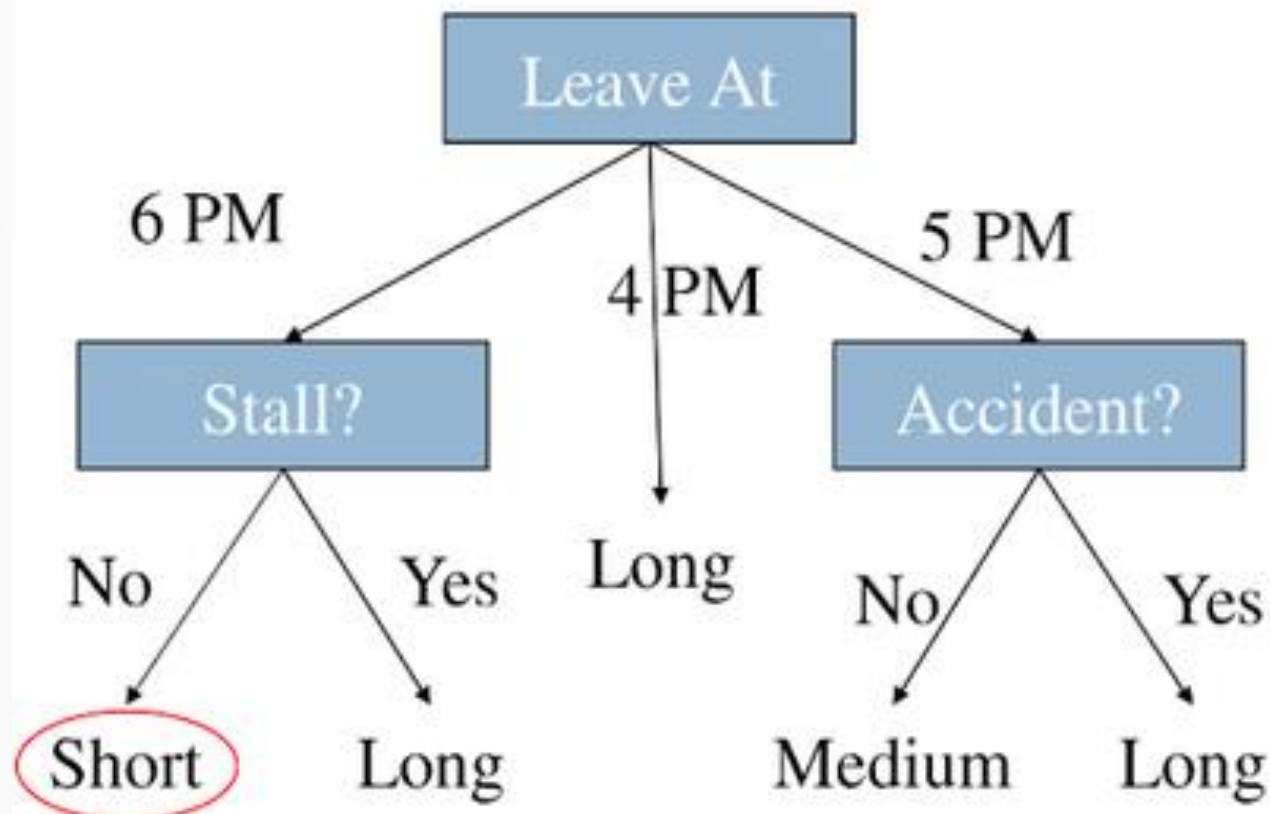 Leave At
6 PM
5 PM
4 PM
Stall?
Accident?
No
Yes
Long
No
Yes
Short
Long
Medium
Long